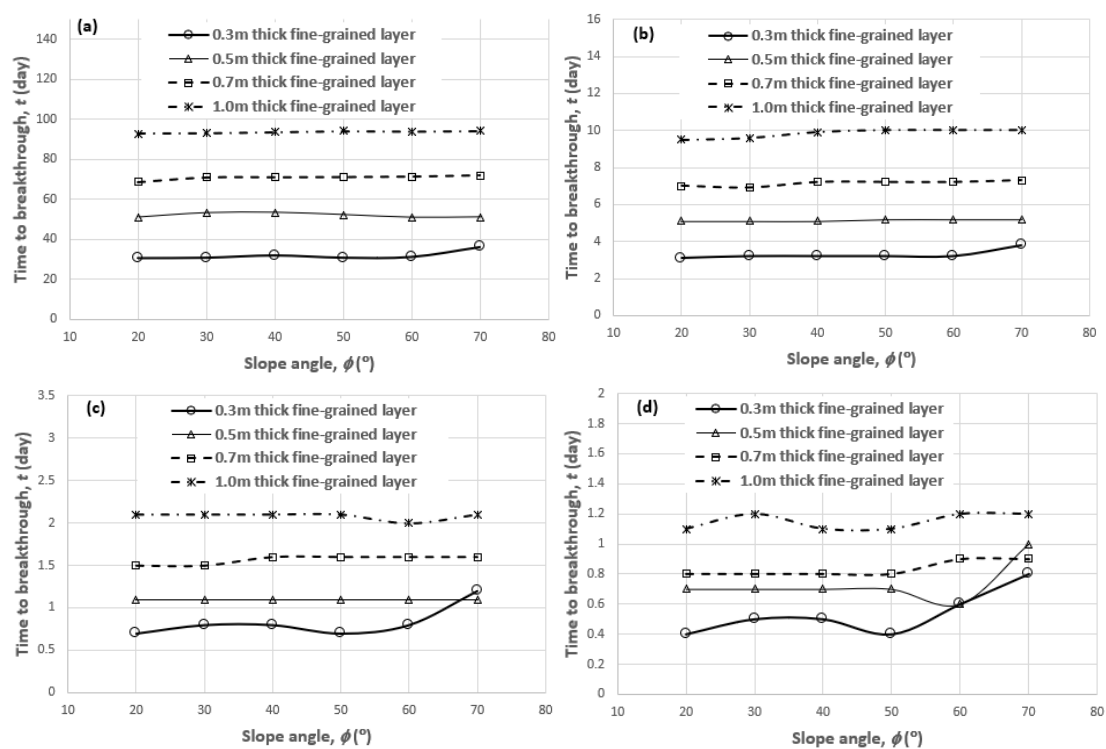 (a)
0.3m thick fine-grained layer
0.5m thick fine-grained layer
0.7m thick fine-grained layer
1.0m thick fine-grained layer
Time to breakthrough, t (day)
140
120
100
80
60
40
20
0
10 20 30 40 50 60 70 80
Slope angle, ϕ (°)
(b)
0.3m thick fine-grained layer
0.5m thick fine-grained layer
0.7m thick fine-grained layer
1.0m thick fine-grained layer
Time to breakthrough, t (day)
16
14
12
10
8
6
4
2
0
10 20 30 40 50 60 70 80
Slope angle, ϕ (°)
(c)
0.3m thick fine-grained layer
0.5m thick fine-grained layer
0.7m thick fine-grained layer
1.0m thick fine-grained layer
Time to breakthrough, t (day)
3.5
3
2.5
2
1.5
1
0.5
0
10 20 30 40 50 60 70 80
Slope angle, ϕ (°)
(d)
0.3m thick fine-grained layer
0.5m thick fine-grained layer
0.7m thick fine-grained layer
1.0m thick fine-grained layer
Time to breakthrough, t (day)
2
1.8
1.6
1.4
1.2
1
0.8
0.6
0.4
0.2
0
10 20 30 40 50 60 70 80
Slope angle, ϕ (°)